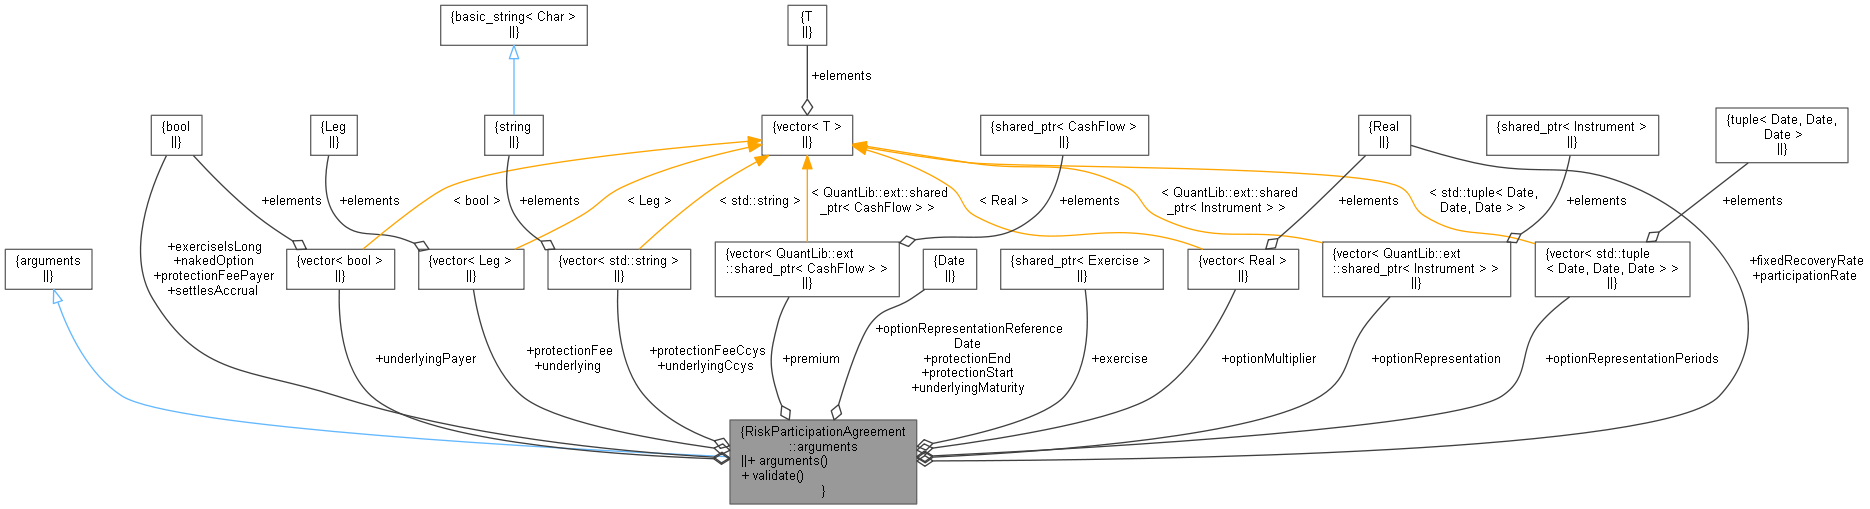 {basic_string< Char >
||}
{T
||}
+elements
{bool
||}
{Leg
||}
{string
||}
{vector< T >
||}
{shared_ptr< CashFlow >
||}
{Real
||}
{shared_ptr< Instrument >
||}
{tuple< Date, Date,
Date >
||}
+elements
+elements
+elements
+elements
+elements
+elements
+elements
< bool >
< Leg >
< std::string >
< QuantLib::ext::shared
_ptr< CashFlow > >
< Real >
< QuantLib::ext::shared
_ptr< Instrument > >
< std::tuple< Date,
Date, Date > >
{arguments
||}
+exerciseIsLong
+nakedOption
+protectionFeePayer
+settlesAccrual
{vector< bool >
||}
{vector< Leg >
||}
{vector< std::string >
||}
{vector< QuantLib::ext
::shared_ptr< CashFlow > >
||}
{Date
||}
{shared_ptr< Exercise >
||}
{vector< Real >
||}
{vector< QuantLib::ext
::shared_ptr< Instrument > >
||}
{vector< std::tuple
< Date, Date, Date > >
||}
+fixedRecoveryRate
+participationRate
+underlyingPayer
+protectionFee
+underlying
+protectionFeeCcys
+underlyingCcys
+premium
+optionRepresentationReference
Date
+protectionEnd
+protectionStart
+underlyingMaturity
+exercise
+optionMultiplier
+optionRepresentation
+optionRepresentationPeriods
{RiskParticipationAgreement
::arguments
||+ arguments()
+ validate()
}